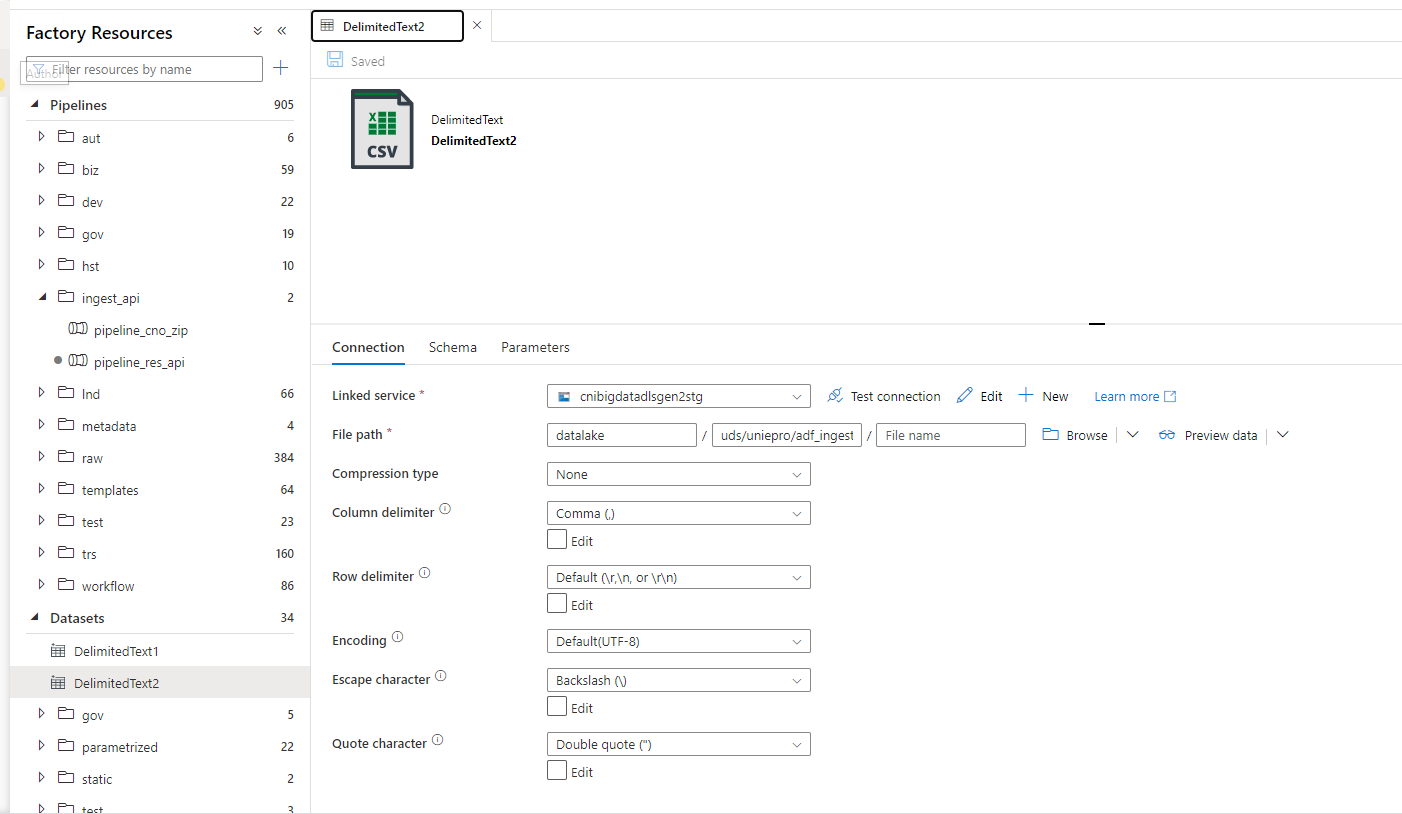 Factory Resources
Filter resources by name
Author
Pipelines 905
aut 6
biz 59
dev 22
gov 19
hst 10
ingest_api 2
pipeline_cno_zip
pipeline_res_api
lnd 66
metadata 4
raw 384
templates 64
test 23
trs 160
workflow 86
Datasets 34
DelimitedText1
DelimitedText2
gov 5
parametrized 22
static 2
test 3
DelimitedText2
Saved
X
CSV
DelimitedText
DelimitedText2
Connection Schema Parameters
Linked service * cnibigdatadlsgen2stg Test connection Edit New Learn more
File path * datalake / uds/uniepro/adf_ingest / File name Browse Preview data
Compression type None
Column delimiter Comma (,)
Edit
Row delimiter Default (\r,\n, or \r\n)
Edit
Encoding Default(UTF-8)
Escape character Backslash (\)
Edit
Quote character Double quote (")
Edit